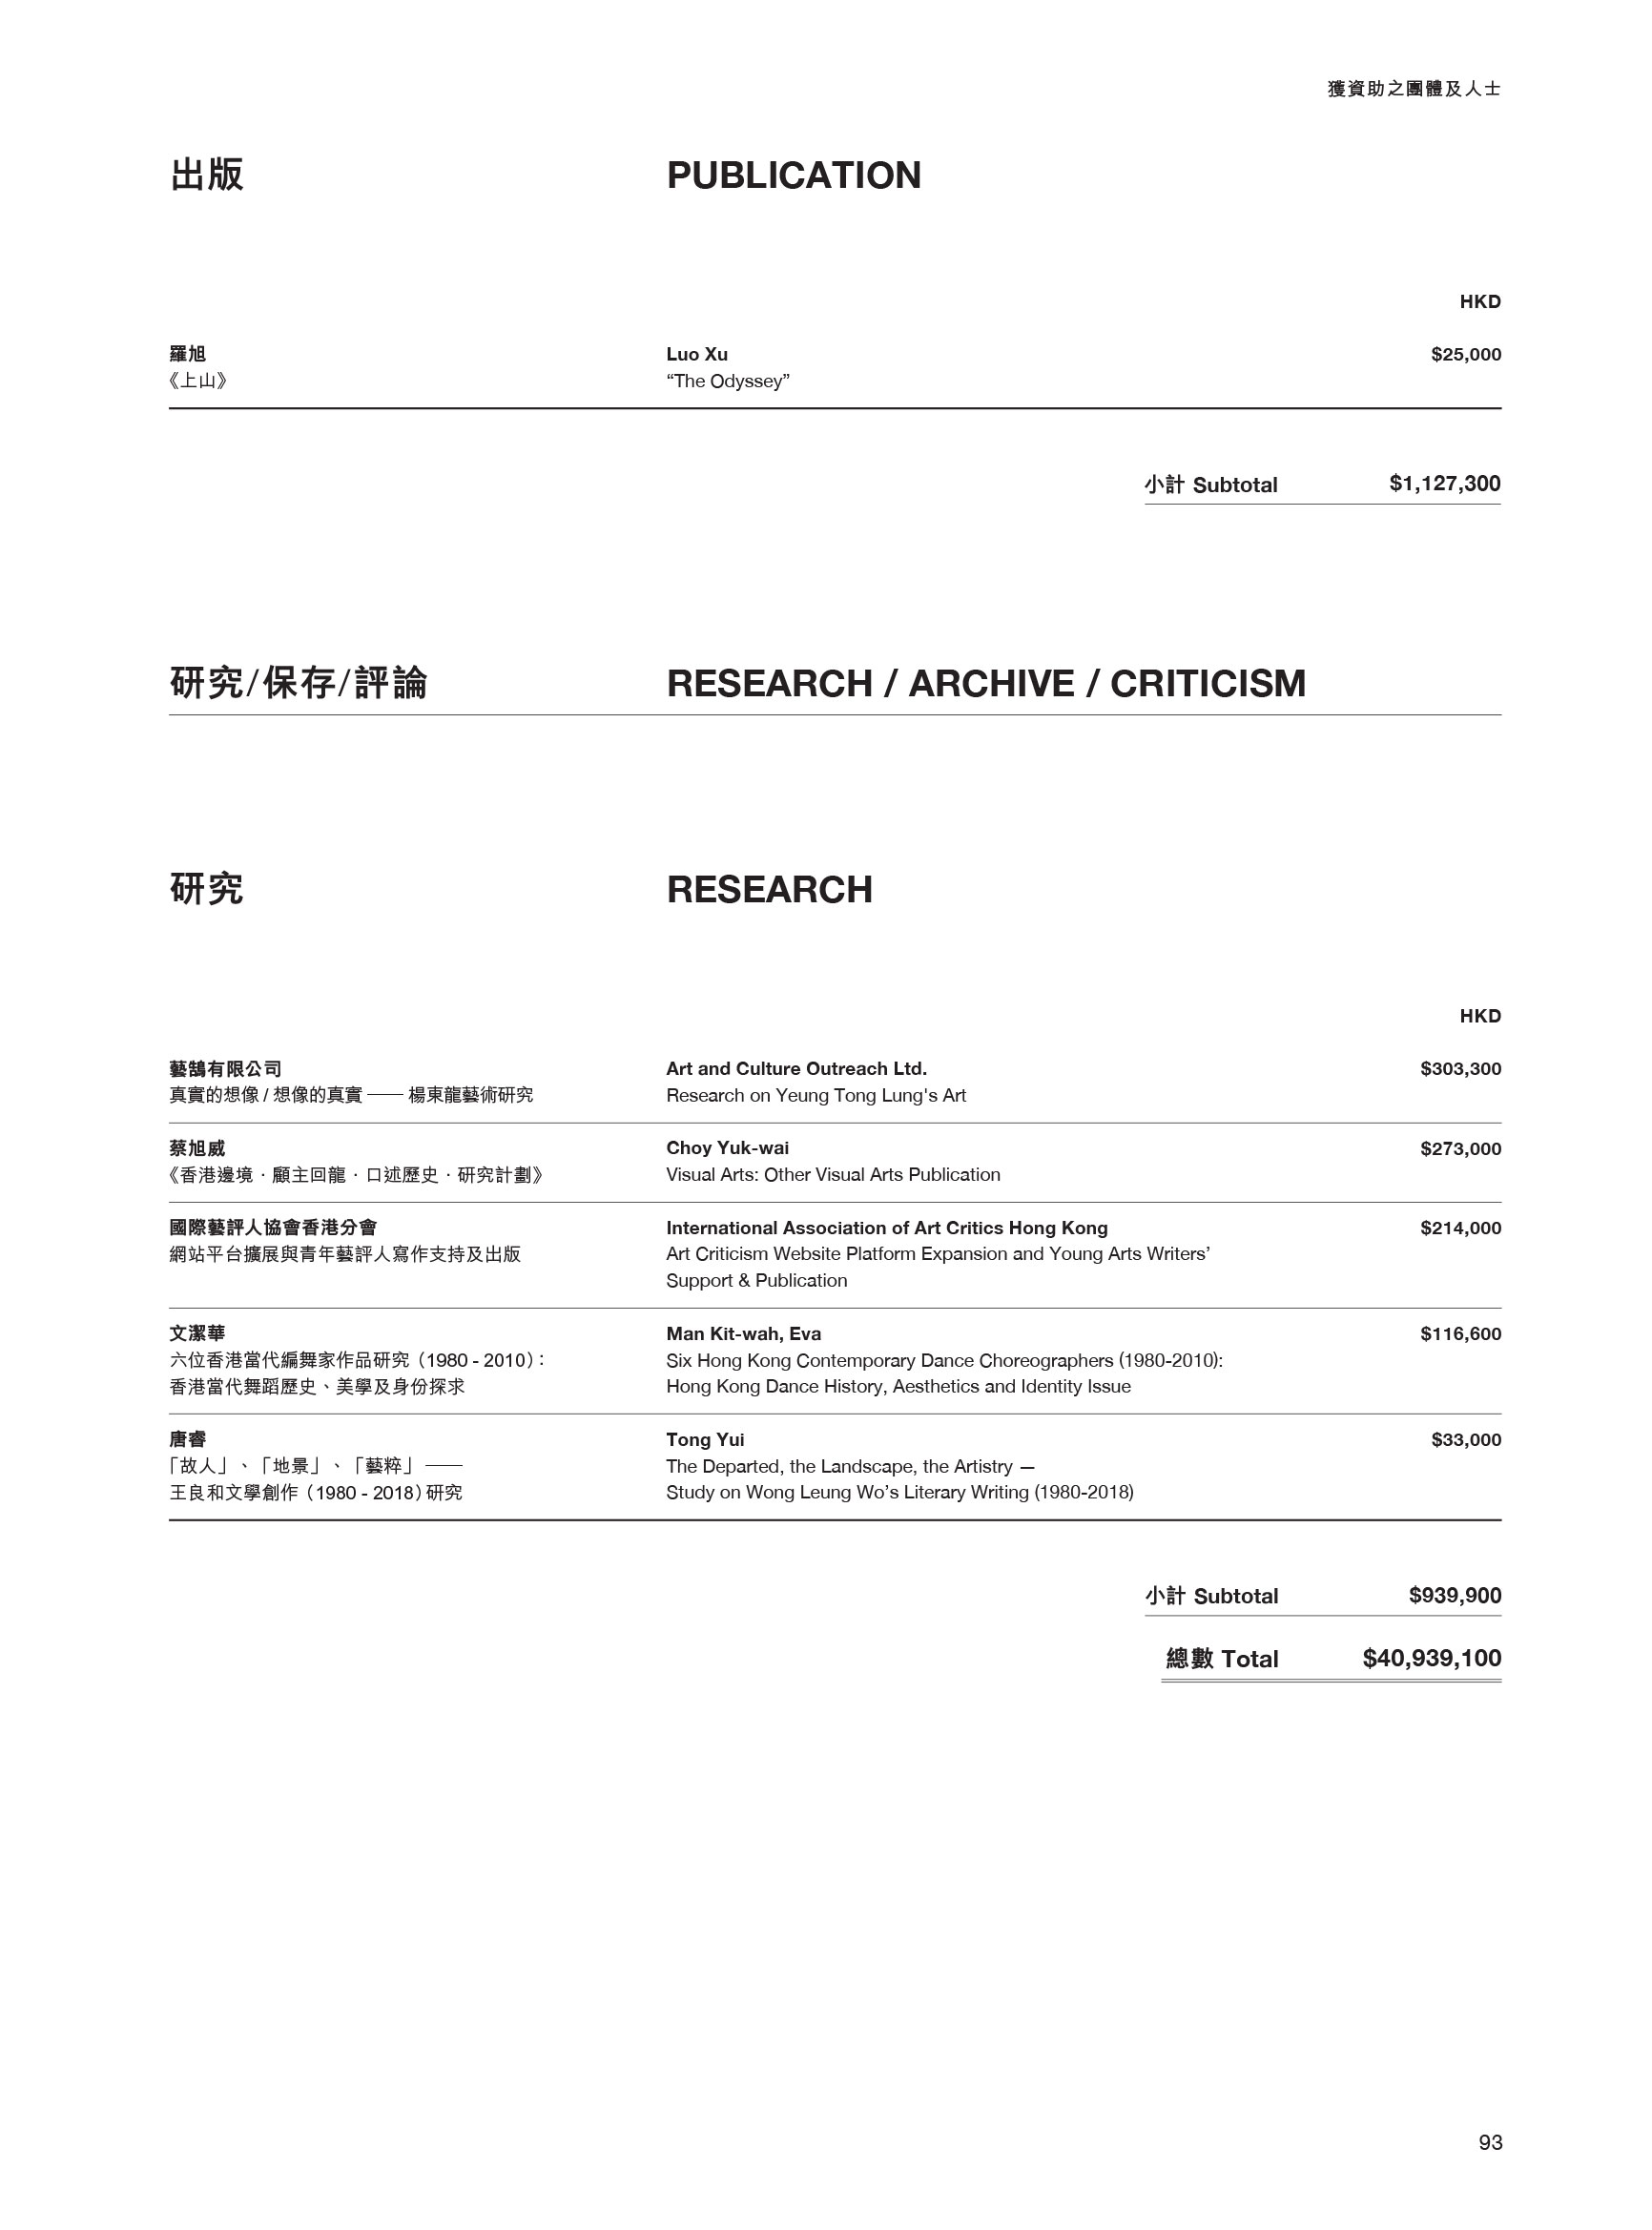 獲資助之團體及人士
出版 PUBLICATION
HKD
羅旭 Luo Xu $25,000
《上山》 “The Odyssey”
小計 Subtotal $1,127,300
研究/保存/評論 RESEARCH / ARCHIVE / CRITICISM
研究 RESEARCH
HKD
藝鵠有限公司 Art and Culture Outreach Ltd. $303,300
真實的想像 / 想像的真實 —— 楊東龍藝術研究 Research on Yeung Tong Lung's Art
蔡旭威 Choy Yuk-wai $273,000
《香港邊境．顧主回龍．口述歷史．研究計劃》 Visual Arts: Other Visual Arts Publication
國際藝評人協會香港分會 International Association of Art Critics Hong Kong $214,000
網站平台擴展與青年藝評人寫作支持及出版 Art Criticism Website Platform Expansion and Young Arts Writers’
Support & Publication
文潔華 Man Kit-wah, Eva $116,600
六位香港當代編舞家作品研究（1980 - 2010）： Six Hong Kong Contemporary Dance Choreographers (1980-2010):
香港當代舞蹈歷史、美學及身份探求 Hong Kong Dance History, Aesthetics and Identity Issue
唐睿 Tong Yui $33,000
「故人」、「地景」、「藝粹」 —— The Departed, the Landscape, the Artistry —
王良和文學創作（1980 - 2018）研究 Study on Wong Leung Wo’s Literary Writing (1980-2018)
小計 Subtotal $939,900
總數 Total $40,939,100
93